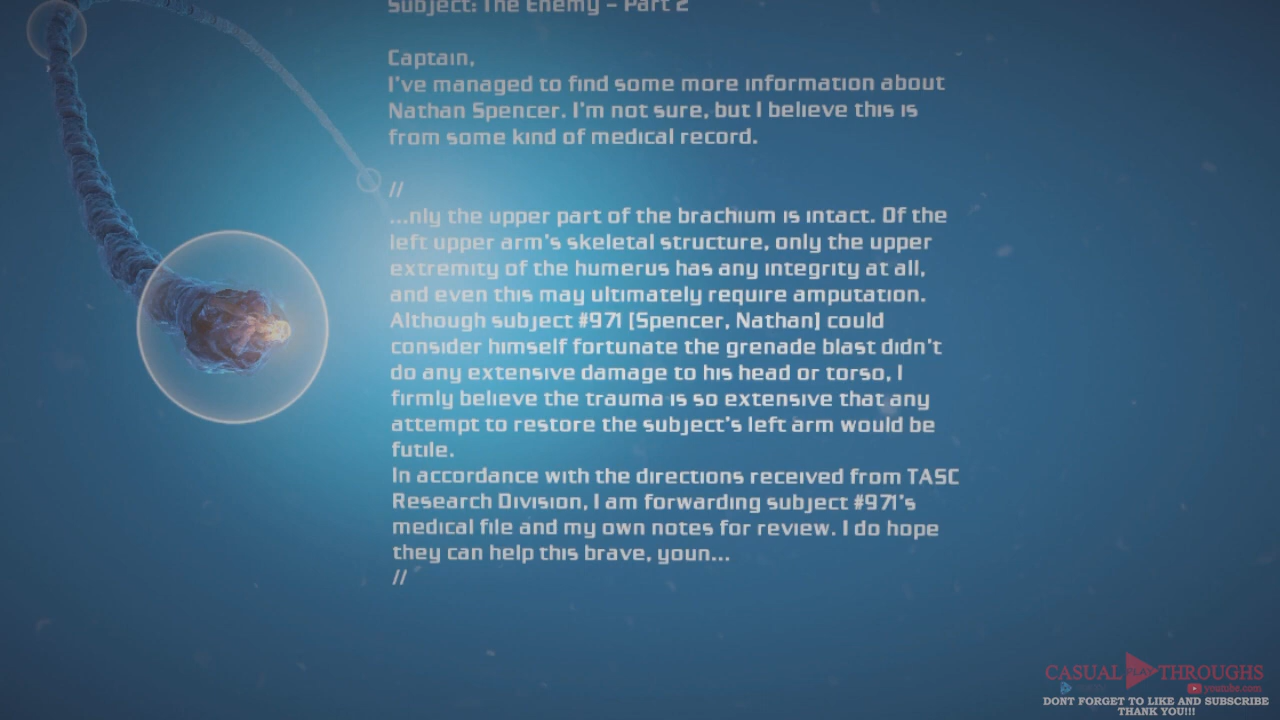 Subject: The Enemy – Part 2
Captain,
I've managed to find some more information about
Nathan Spencer. I'm not sure, but I believe this is
from some kind of medical record.
//
...nly the upper part of the brachium is intact. Of the
left upper arm's skeletal structure, only the upper
extremity of the humerus has any integrity at all,
and even this may ultimately require amputation.
Although subject #971 [Spencer, Nathan] could
consider himself fortunate the grenade blast didn't
do any extensive damage to his head or torso, I
firmly believe the trauma is so extensive that any
attempt to restore the subject's left arm would be
futile.
In accordance with the directions received from TASC
Research Division, I am forwarding subject #971's
medical file and my own notes for review. I do hope
they can help this brave, youn...
//
CASUAL THROUGHS
youtube.com
DONT FORGET TO LIKE AND SUBSCRIBE
THANK YOU!!!